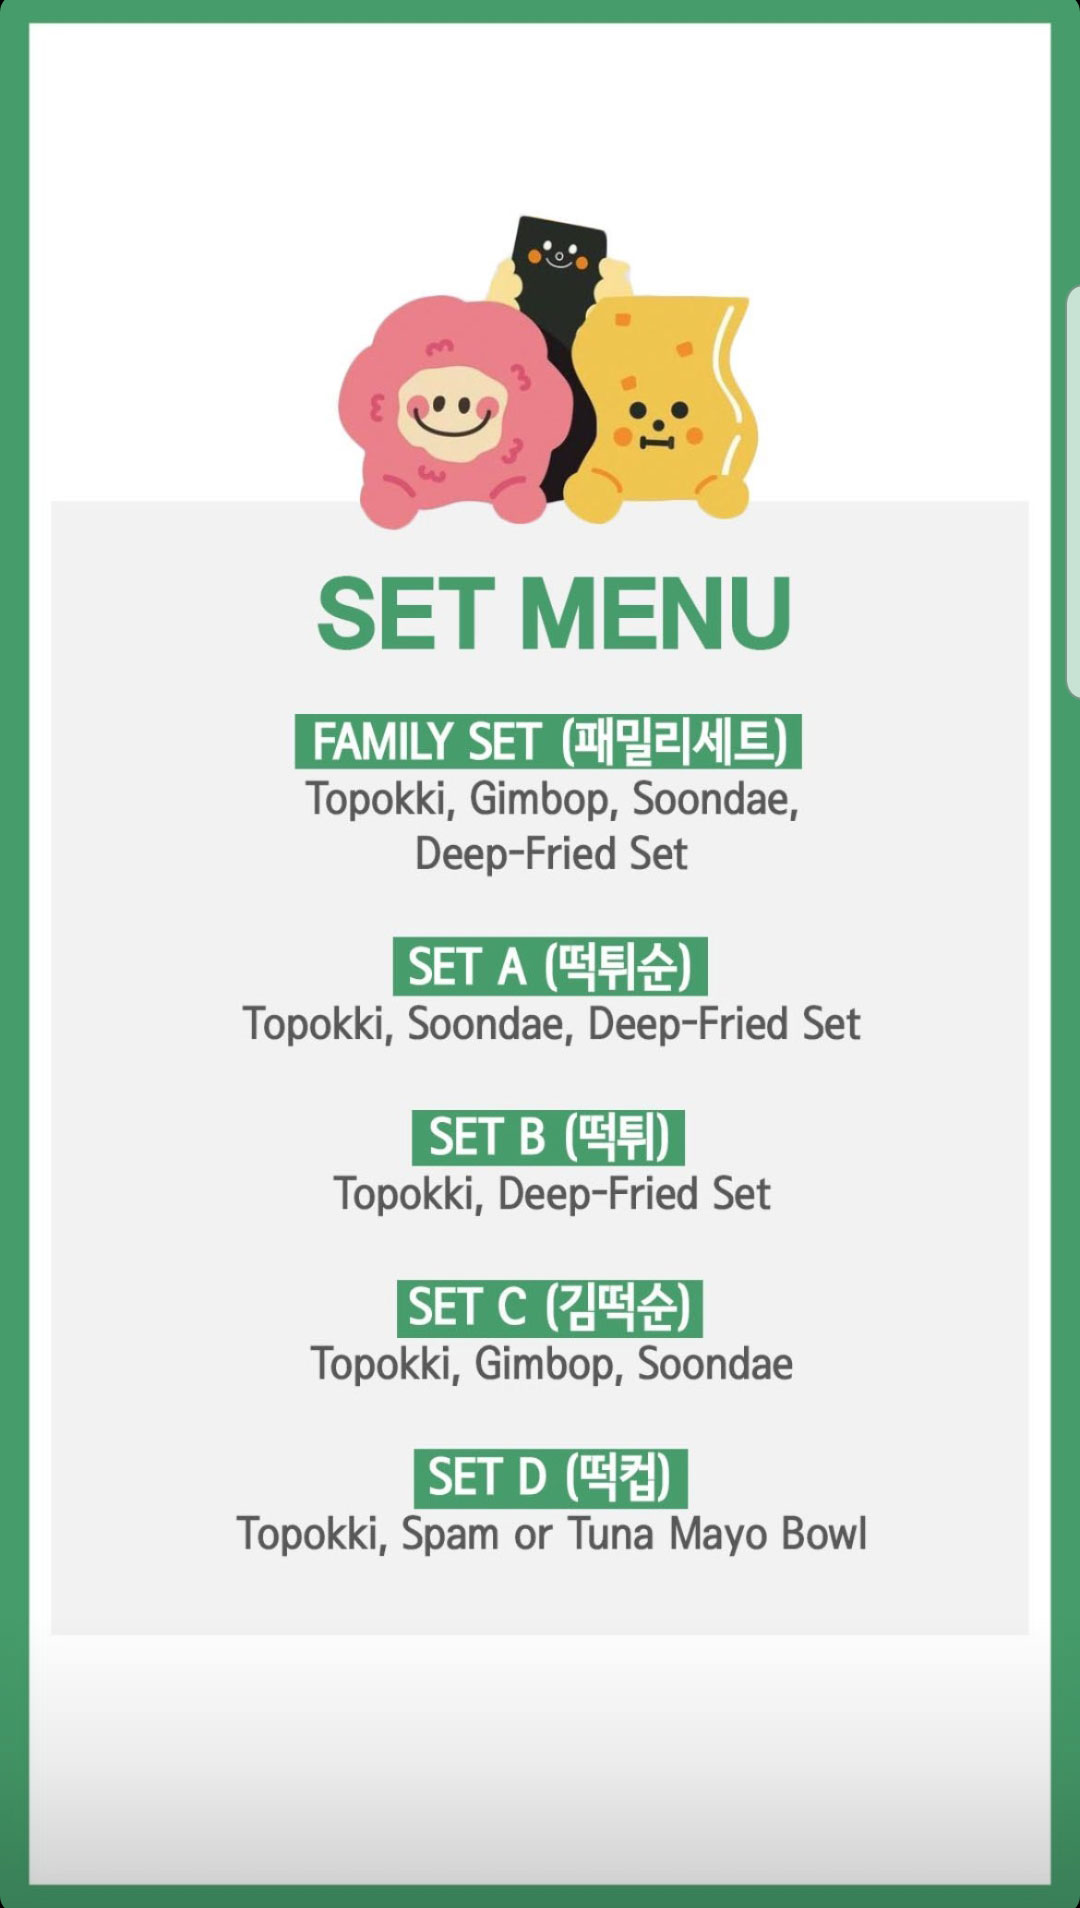 SET MENU
FAMILY SET (패밀리세트)
Topokki, Gimbop, Soondae,
Deep-Fried Set
SET A (떡튀순)
Topokki, Soondae, Deep-Fried Set
SET B (떡튀)
Topokki, Deep-Fried Set
SET C (김떡순)
Topokki, Gimbop, Soondae
SET D (떡컵)
Topokki, Spam or Tuna Mayo Bowl